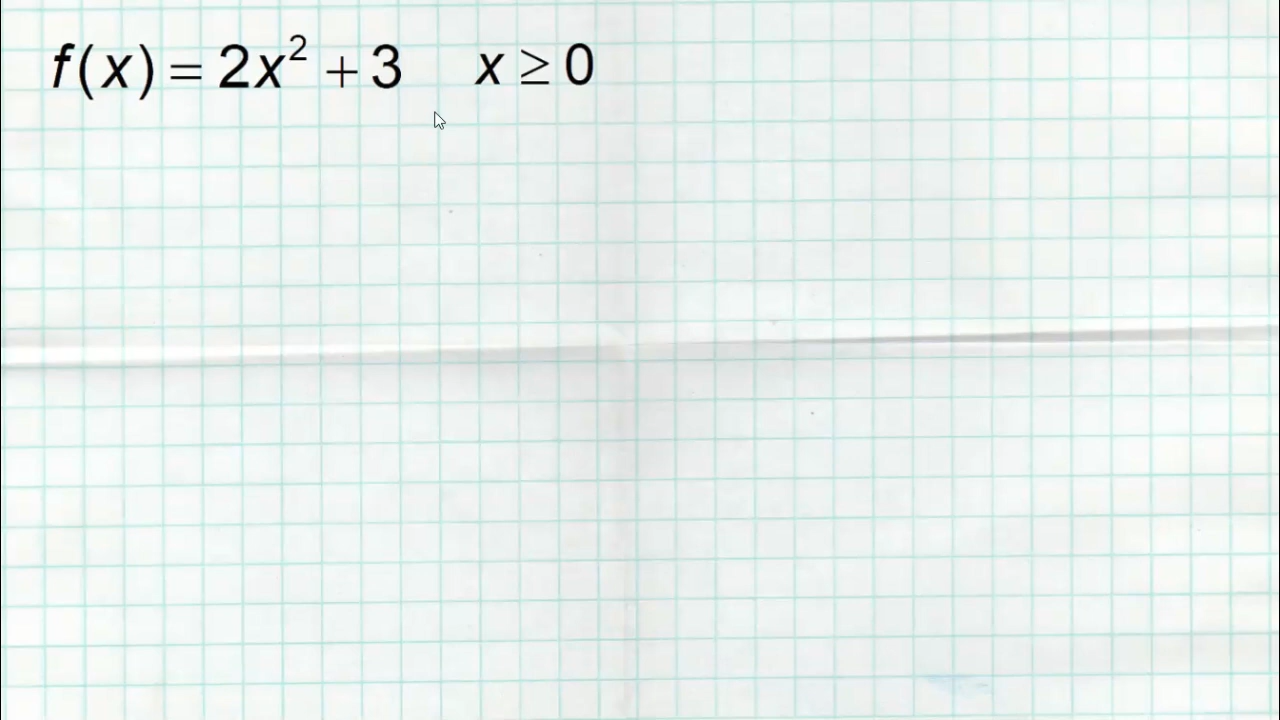 f(x) = 2x² + 3 x ≥ 0